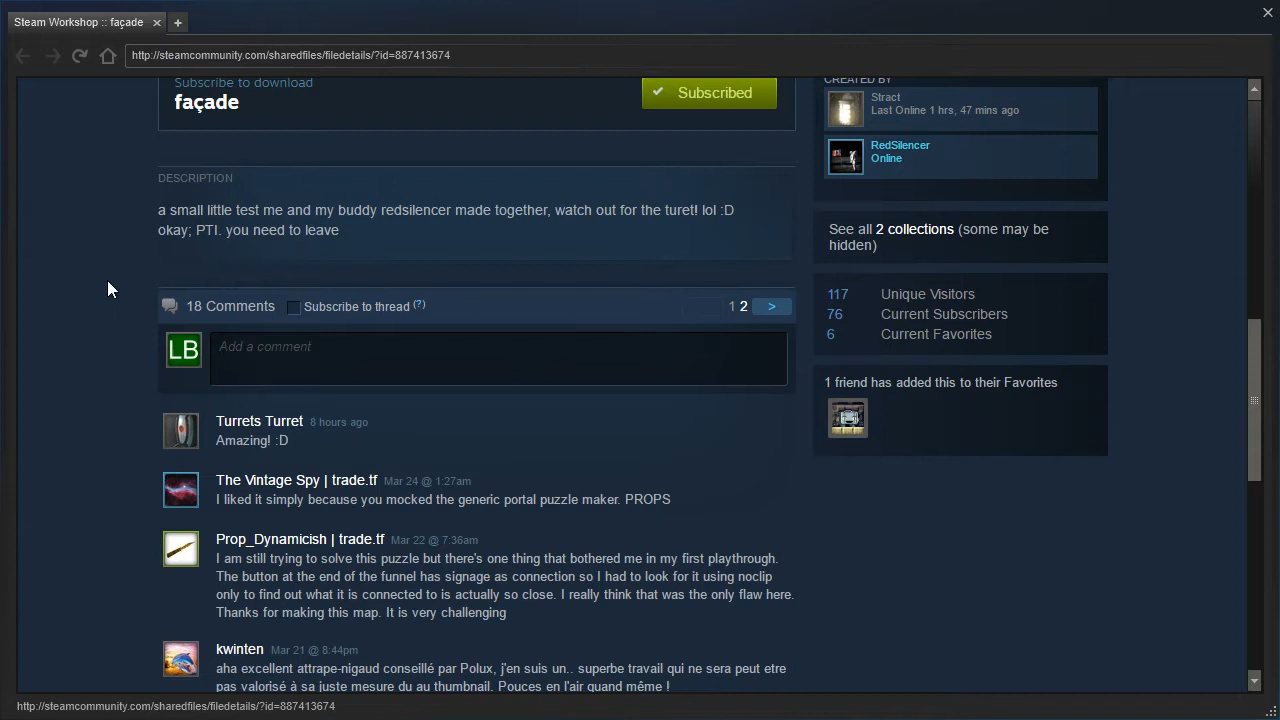 Steam Workshop :: façade
http://steamcommunity.com/sharedfiles/filedetails/?id=887413674
Subscribe to download
façade
Subscribed
DESCRIPTION
a small little test me and my buddy redsilencer made together, watch out for the turet! lol :D
okay; PTI. you need to leave
18 Comments
Subscribe to thread (?)
1 2 >
LB
Add a comment
Turrets Turret 8 hours ago
Amazing! :D
The Vintage Spy | trade.tf Mar 24 @ 1:27am
I liked it simply because you mocked the generic portal puzzle maker. PROPS
Prop_Dynamicish | trade.tf Mar 22 @ 7:36am
I am still trying to solve this puzzle but there's one thing that bothered me in my first playthrough.
The button at the end of the funnel has signage as connection so I had to look for it using noclip
only to find out what it is connected to is actually so close. I really think that was the only flaw here.
Thanks for making this map. It is very challenging
kwinten Mar 21 @ 8:44pm
aha excellent attrape-nigaud conseillé par Polux, j'en suis un.. superbe travail qui ne sera peut etre
pas valorisé à sa juste mesure du au thumbnail. Pouces en l'air quand même !
CREATED BY
Stract
Last Online 1 hrs, 47 mins ago
RedSilencer
Online
See all 2 collections (some may be
hidden)
117 Unique Visitors
76 Current Subscribers
6 Current Favorites
1 friend has added this to their Favorites
http://steamcommunity.com/sharedfiles/filedetails/?id=887413674